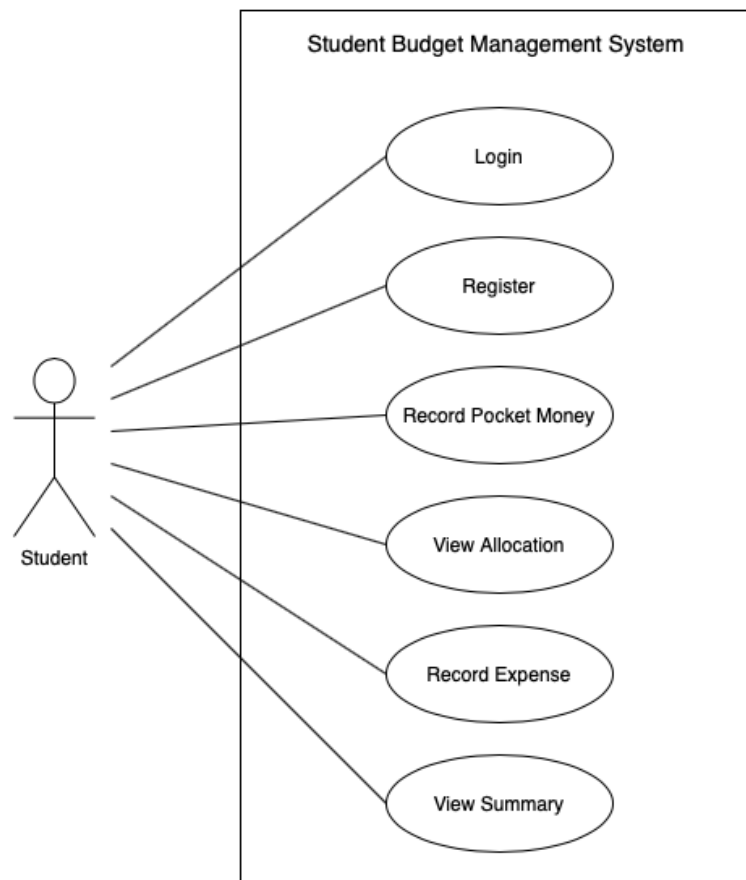 Student Budget Management System
Login
Register
Record Pocket Money
View Allocation
Student
Record Expense
View Summary